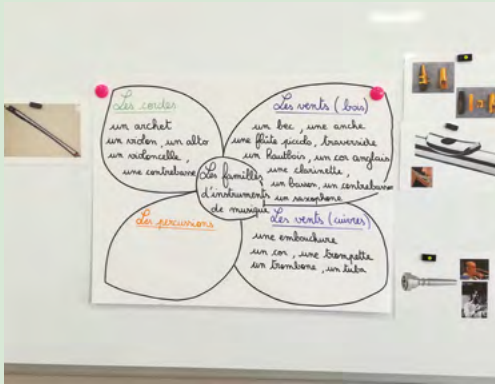 Les cordes
un archet
un violon, un alto
un violoncelle,
une contrebasse
Les vents (bois)
un bec, une anche
une flûte piccolo, traversière
un hautbois, un cor anglais
une clarinette,
un basson, un contrebasson
un saxophone
Les familles
d'instruments
de musique
Les percussions
Les vents (cuivres)
une embouchure
un cor, une trompette
un trombone, un tuba